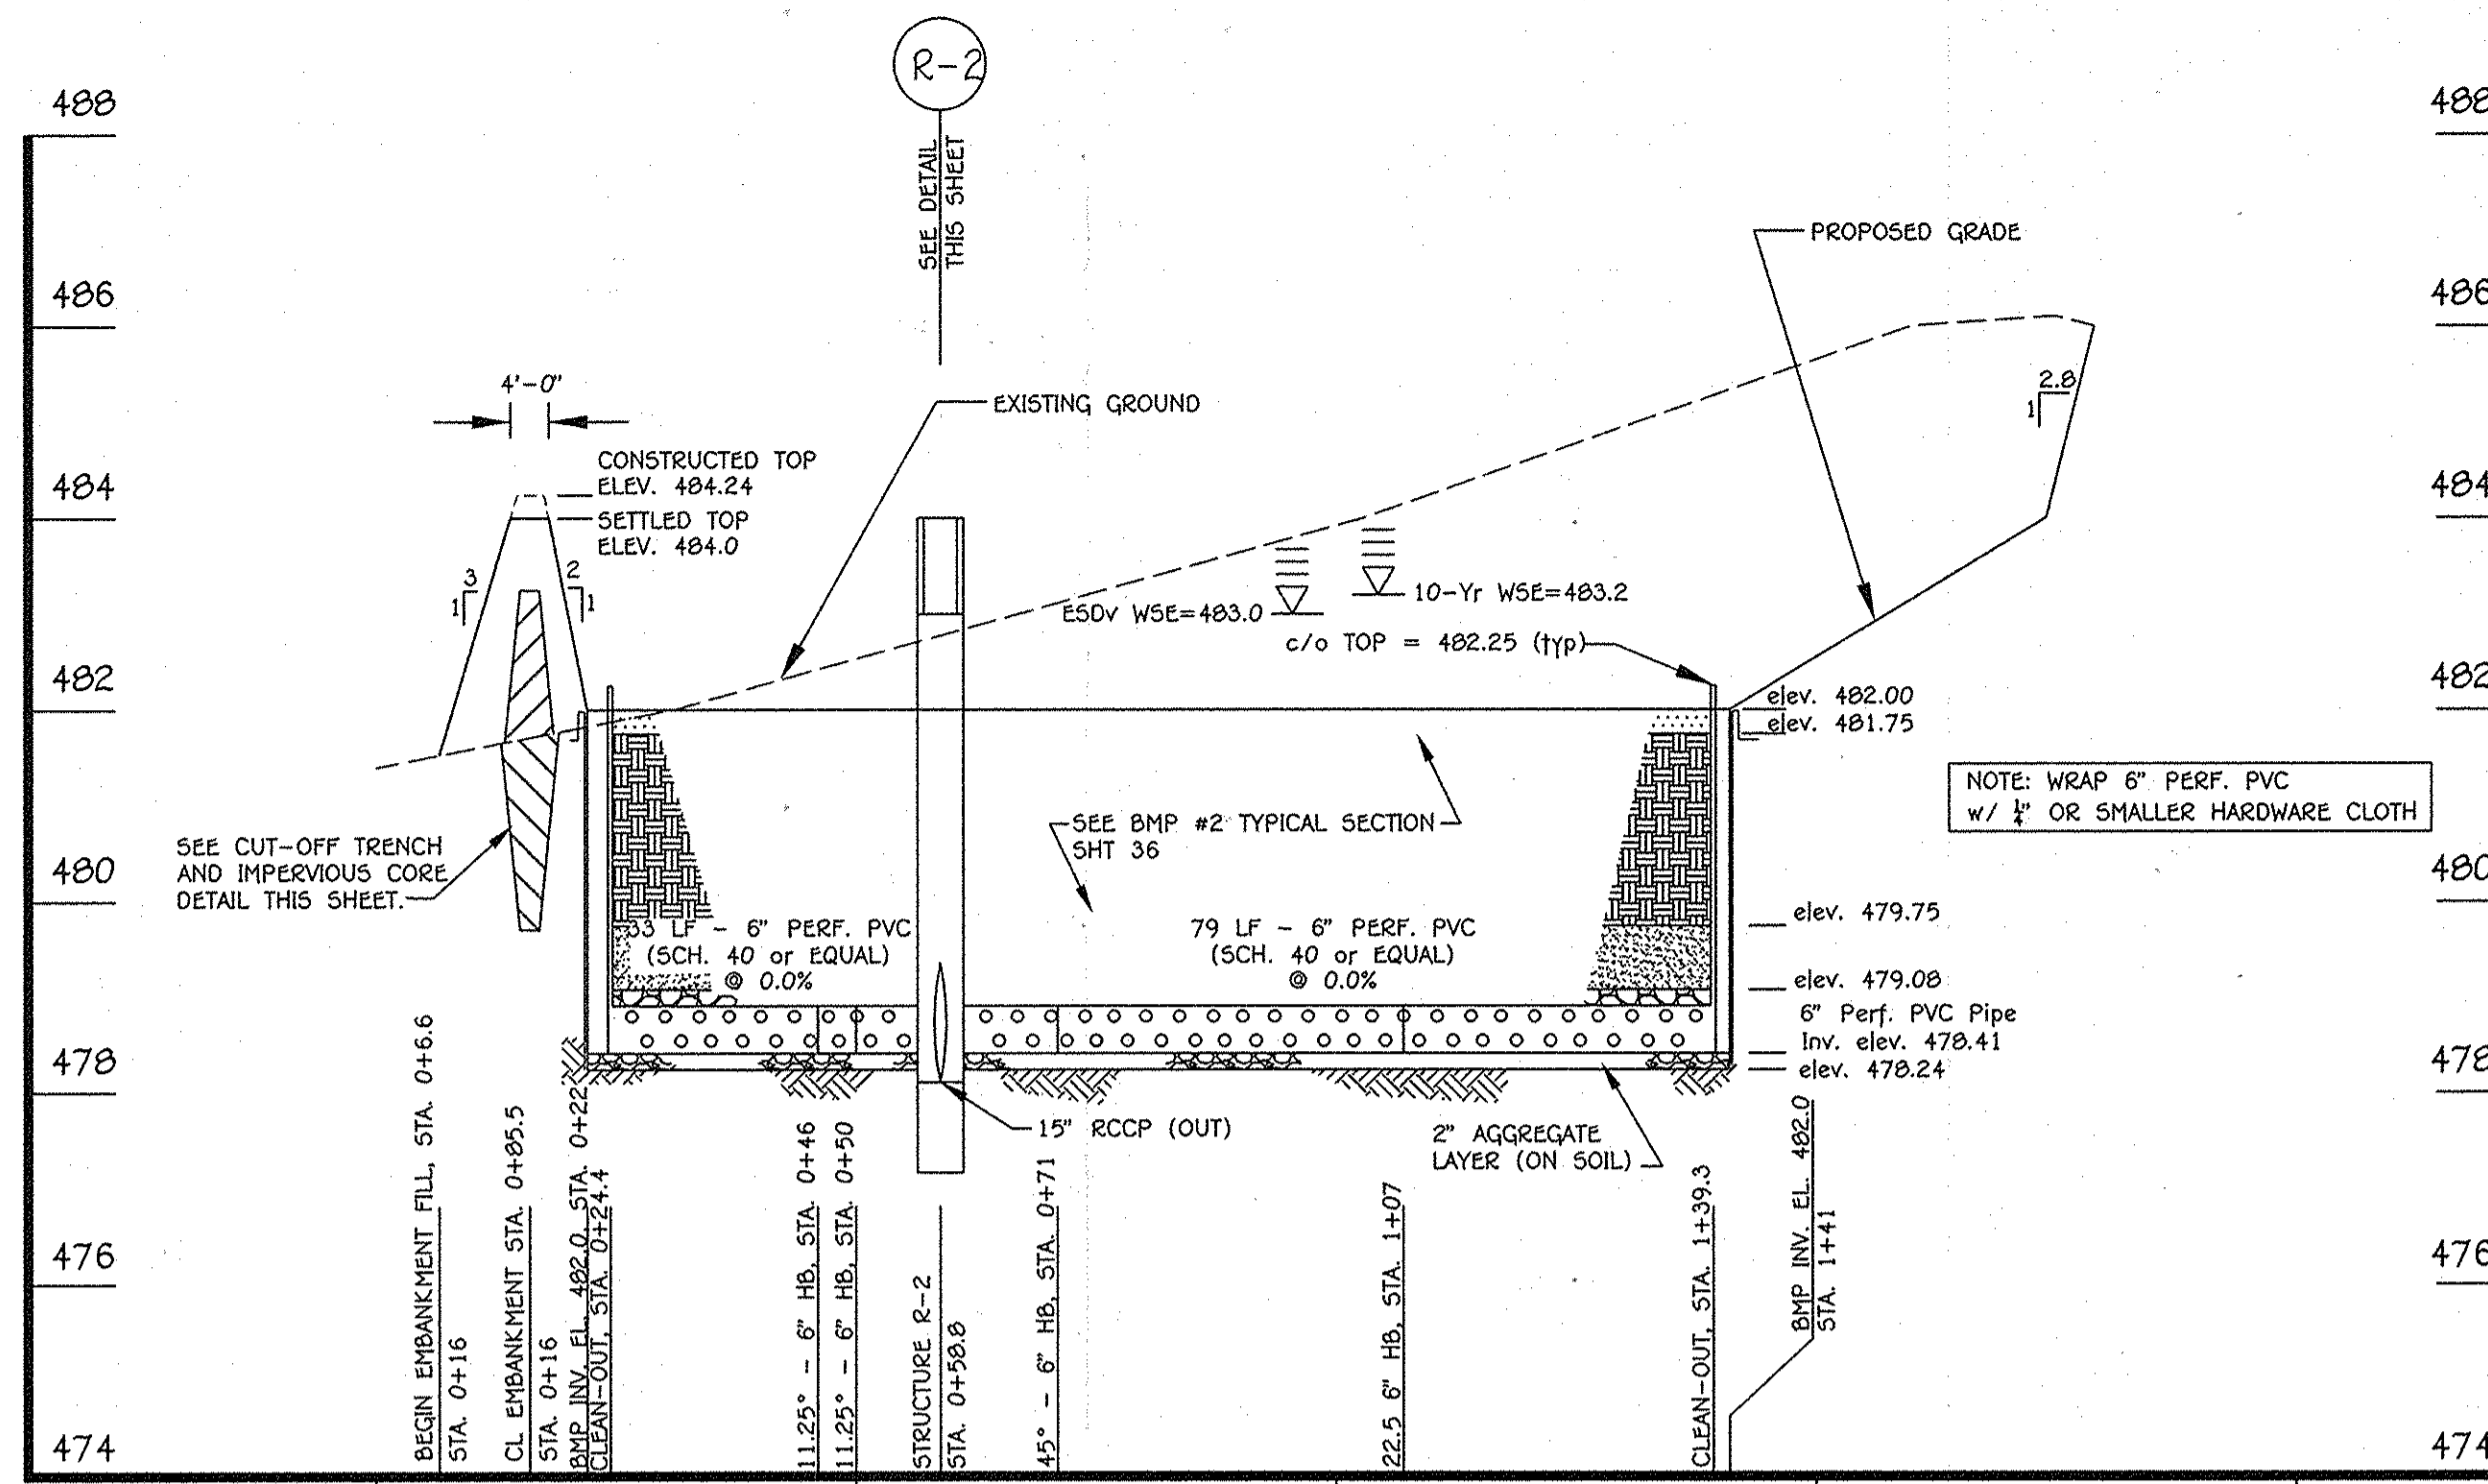 R-2
SEE DETAIL
THIS SHEET
488
488
486
486
484
484
482
482
480
480
478
478
476
476
474
474
PROPOSED GRADE
2.8
1
4'-0"
EXISTING GROUND
CONSTRUCTED TOP
ELEV. 484.24
SETTLED TOP
ELEV. 484.0
3
1
2
1
10-Yr WSE=483.2
ESDv WSE=483.0
c/o TOP = 482.25 (typ)
elev. 482.00
elev. 481.75
NOTE: WRAP 6" PERF. PVC
w/ ¼" OR SMALLER HARDWARE CLOTH
SEE CUT-OFF TRENCH
AND IMPERVIOUS CORE
DETAIL THIS SHEET.
SEE BMP #2 TYPICAL SECTION
SHT 36
33 LF - 6" PERF. PVC
(SCH. 40 or EQUAL)
@ 0.0%
79 LF - 6" PERF. PVC
(SCH. 40 or EQUAL)
@ 0.0%
elev. 479.75
elev. 479.08
6" Perf. PVC Pipe
Inv. elev. 478.41
elev. 478.24
15" RCCP (OUT)
2" AGGREGATE
LAYER (ON SOIL)
BEGIN EMBANKMENT FILL, STA. 0+6.6
STA. 0+16
CL EMBANKMENT STA. 0+85.5
STA. 0+16
BMP INV. EL. 482.0, STA. 0+22
CLEAN-OUT, STA. 0+24.4
11.25° - 6" HB, STA. 0+46
11.25° - 6" HB, STA. 0+50
STRUCTURE R-2
STA. 0+58.8
45° - 6" HB, STA. 0+71
22.5 6" HB, STA. 1+07
CLEAN-OUT, STA. 1+39.3
BMP INV. EL. 482.0
STA. 1+41